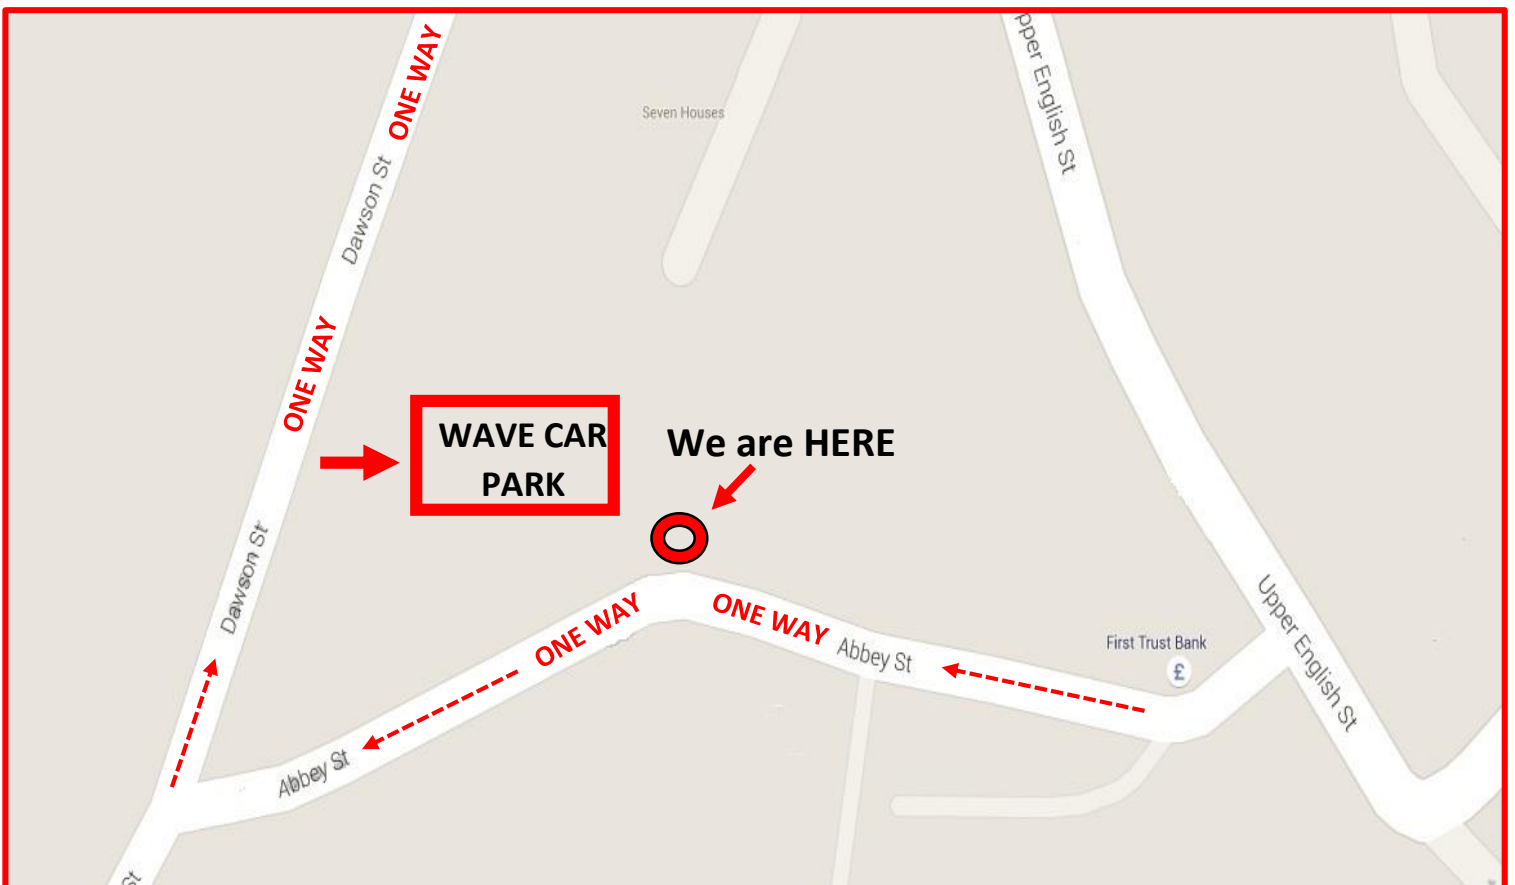 ONE WAY
pper English St
Seven Houses
Dawson St
ONE WAY
WAVE CAR
PARK
We are HERE
Dawson St
ONE WAY
ONE WAY
Abbey St
First Trust Bank
£
Upper English St
Abbey St
St